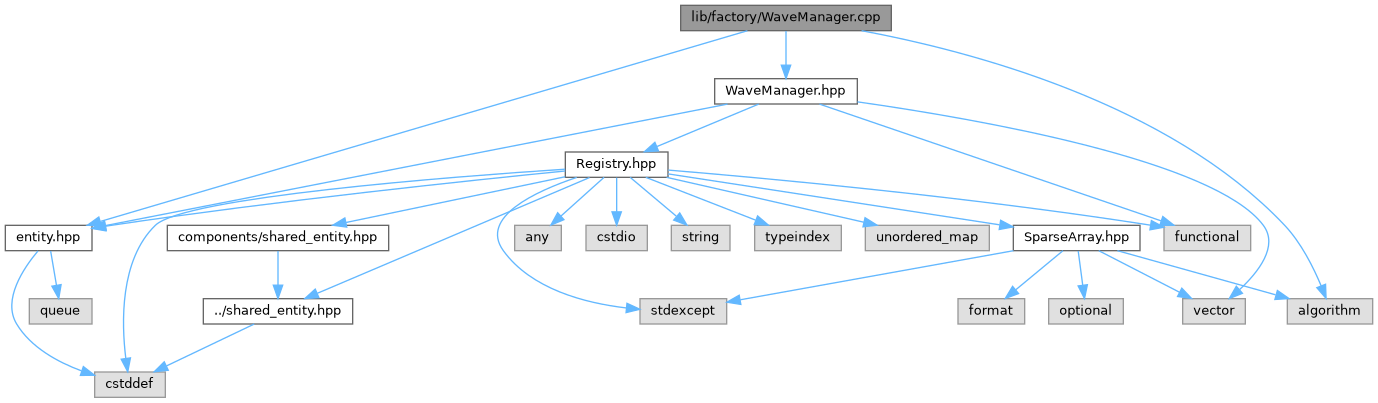 lib/factory/WaveManager.cpp
WaveManager.hpp
Registry.hpp
entity.hpp
components/shared_entity.hpp
any
cstdio
string
typeindex
unordered_map
SparseArray.hpp
functional
queue
../shared_entity.hpp
stdexcept
format
optional
vector
algorithm
cstddef